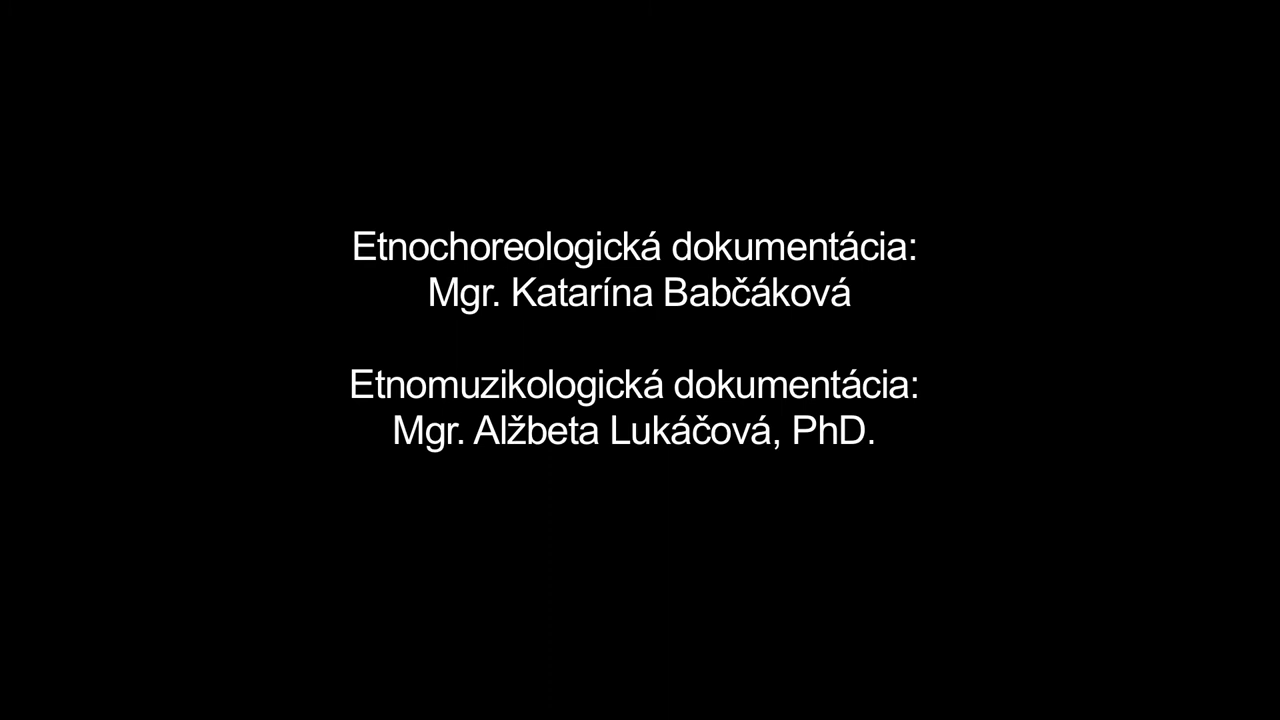 Etnochoreologická dokumentácia:
Mgr. Katarína Babčáková
Etnomuzikologická dokumentácia:
Mgr. Alžbeta Lukáčová, PhD.